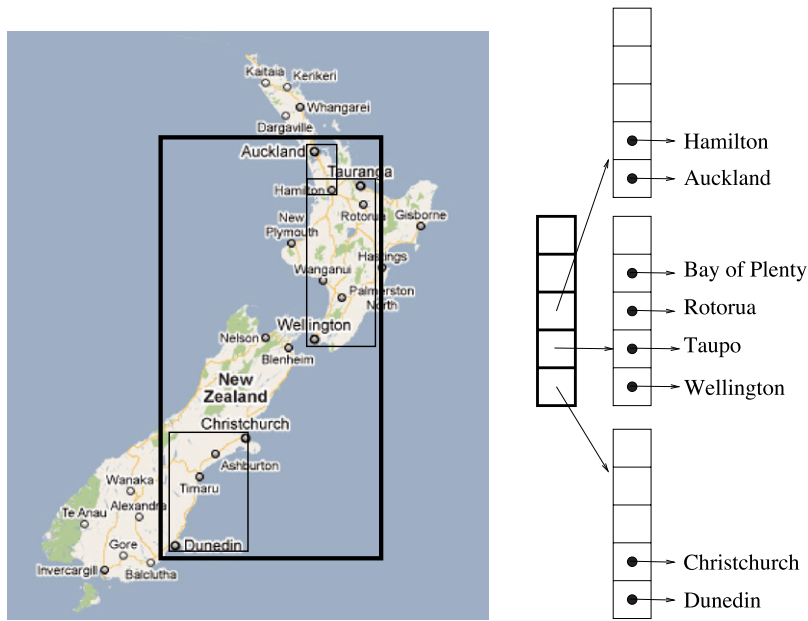 Kaitaia
Kerikeri
Whangarei
Dargaville
Auckland
Tauranga
Hamilton
Rotorua
Gisborne
New
Plymouth
Hastings
Wanganui
Palmerston
North
Wellington
Nelson
Blenheim
New
Zealand
Christchurch
Ashburton
Timaru
Wanaka
Alexandra
Te Anau
Dunedin
Gore
Invercargill
Balclutha
Hamilton
Auckland
Bay of Plenty
Rotorua
Taupo
Wellington
Christchurch
Dunedin